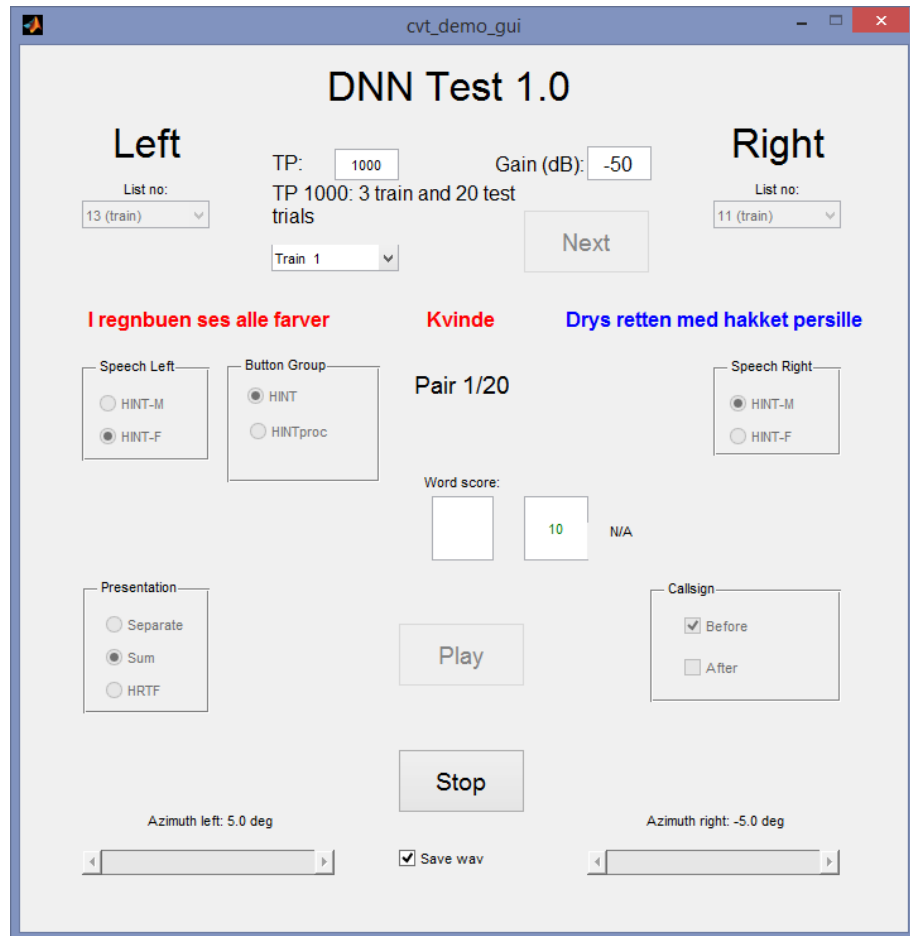 cvt_demo_gui
DNN Test 1.0
Left
Right
TP: 1000
Gain (dB): -50
List no:
13 (train)
TP 1000: 3 train and 20 test
trials
List no:
11 (train)
Next
Train 1
I regnbuen ses alle farver
Kvinde
Drys retten med hakket persille
Speech Left
HINT-M
HINT-F
Button Group
HINT
HINTproc
Pair 1/20
Speech Right
HINT-M
HINT-F
Word score:
10
N/A
Presentation
Separate
Sum
HRTF
Callsign
Before
After
Play
Stop
Azimuth left: 5.0 deg
Azimuth right: -5.0 deg
Save wav